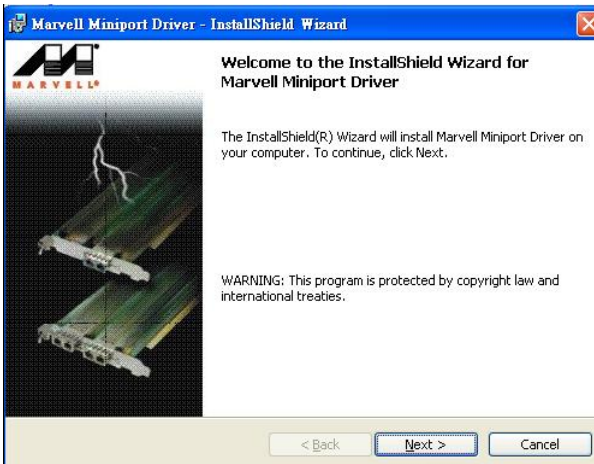 Marvell Miniport Driver - InstallShield Wizard
MARVELL®
Welcome to the InstallShield Wizard for
Marvell Miniport Driver
The InstallShield(R) Wizard will install Marvell Miniport Driver on
your computer. To continue, click Next.
WARNING: This program is protected by copyright law and
international treaties.
< Back
Next >
Cancel